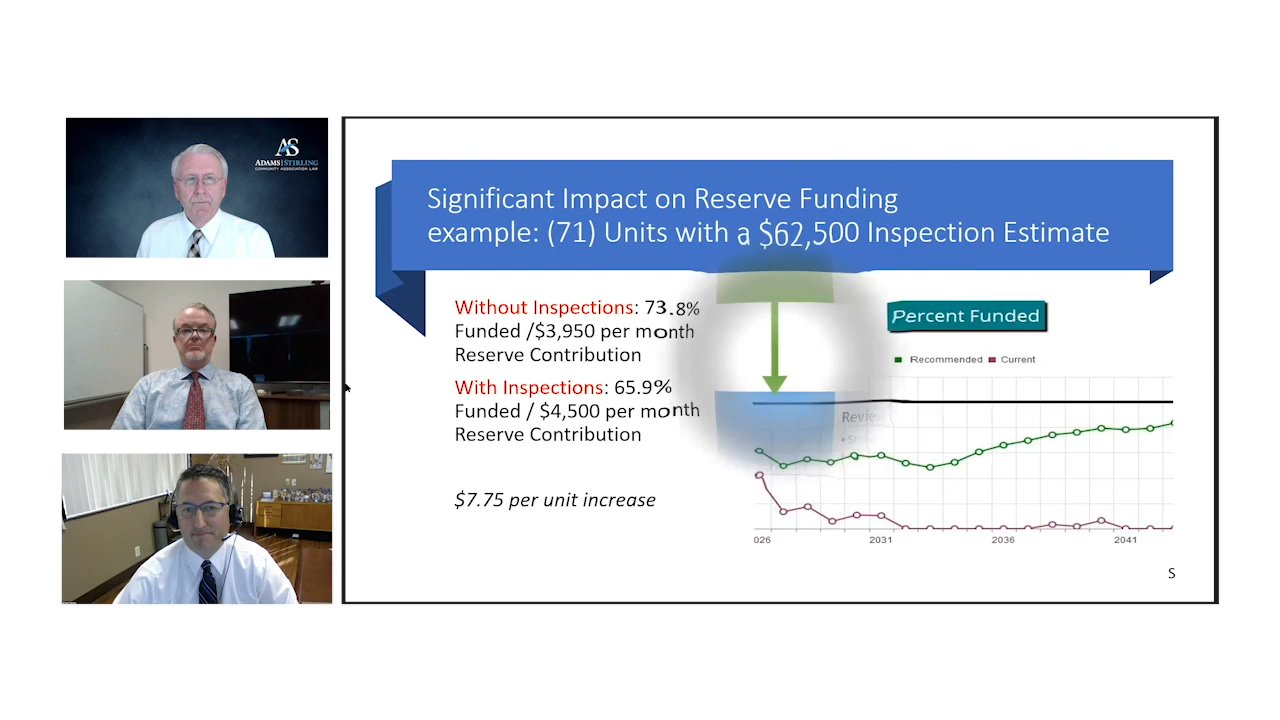 AS
ADAMS|STIRLING
COMMUNITY ASSOCIATION LAW
Significant Impact on Reserve Funding
example: (71) Units with a $62,500 Inspection Estimate
Without Inspections: 73.8%
Funded /$3,950 per month
Reserve Contribution
With Inspections: 65.9%
Funded / $4,500 per month
Reserve Contribution
$7.75 per unit increase
Percent Funded
Recommended Current
026 2031 2036 2041
S